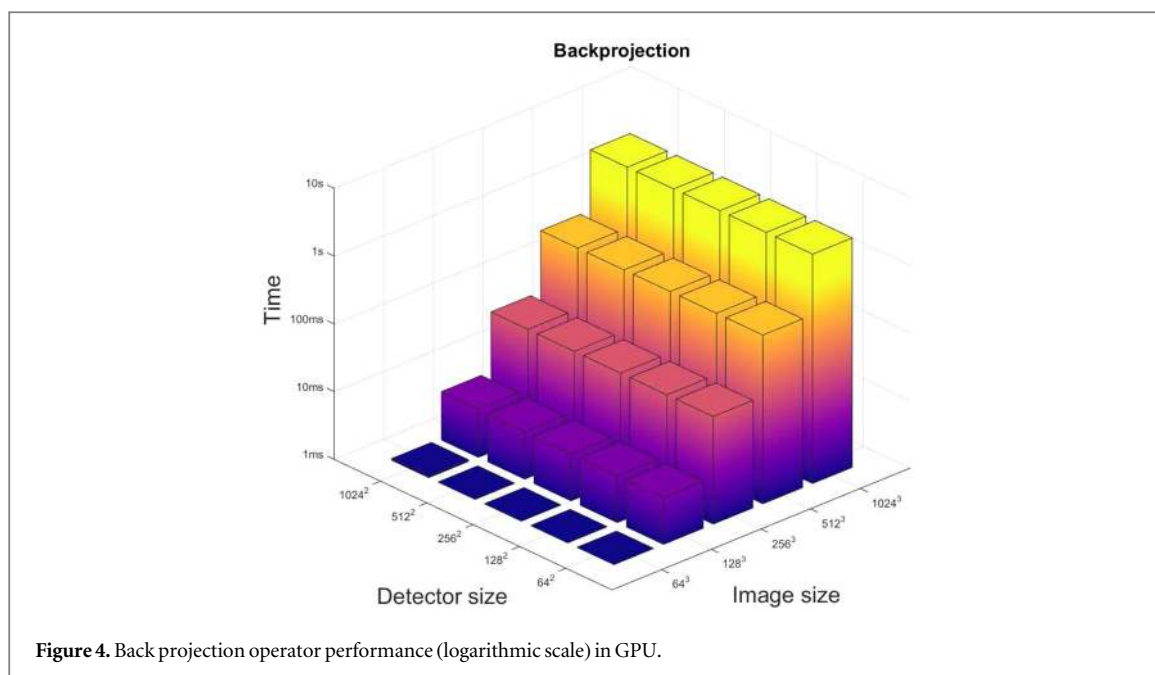 Backprojection
10s
1s
100ms
10ms
1ms
Time
1024²
512²
256²
128²
64²
Detector size
64³
128³
256³
512³
1024³
Image size
Figure 4. Back projection operator performance (logarithmic scale) in GPU.